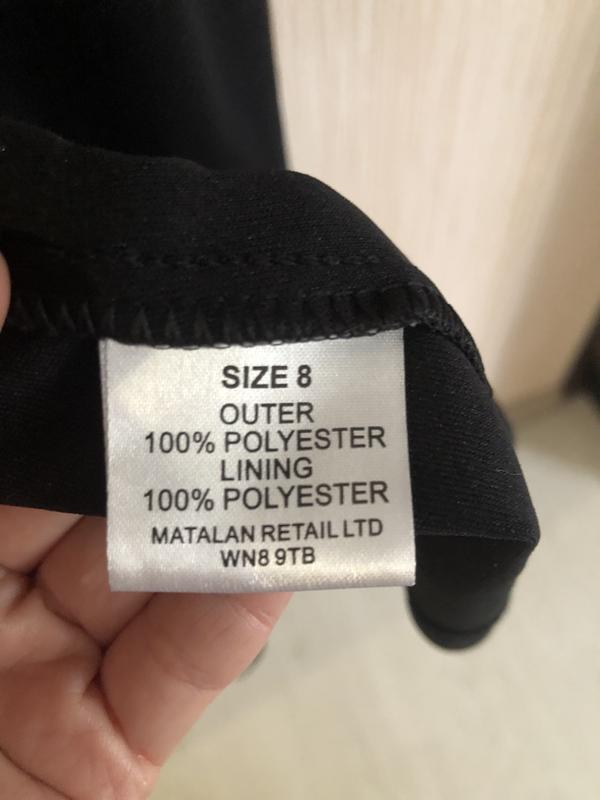 SIZE 8
OUTER
100% POLYESTER
LINING
100% POLYESTER
MATALAN RETAIL LTD
WN8 9TB